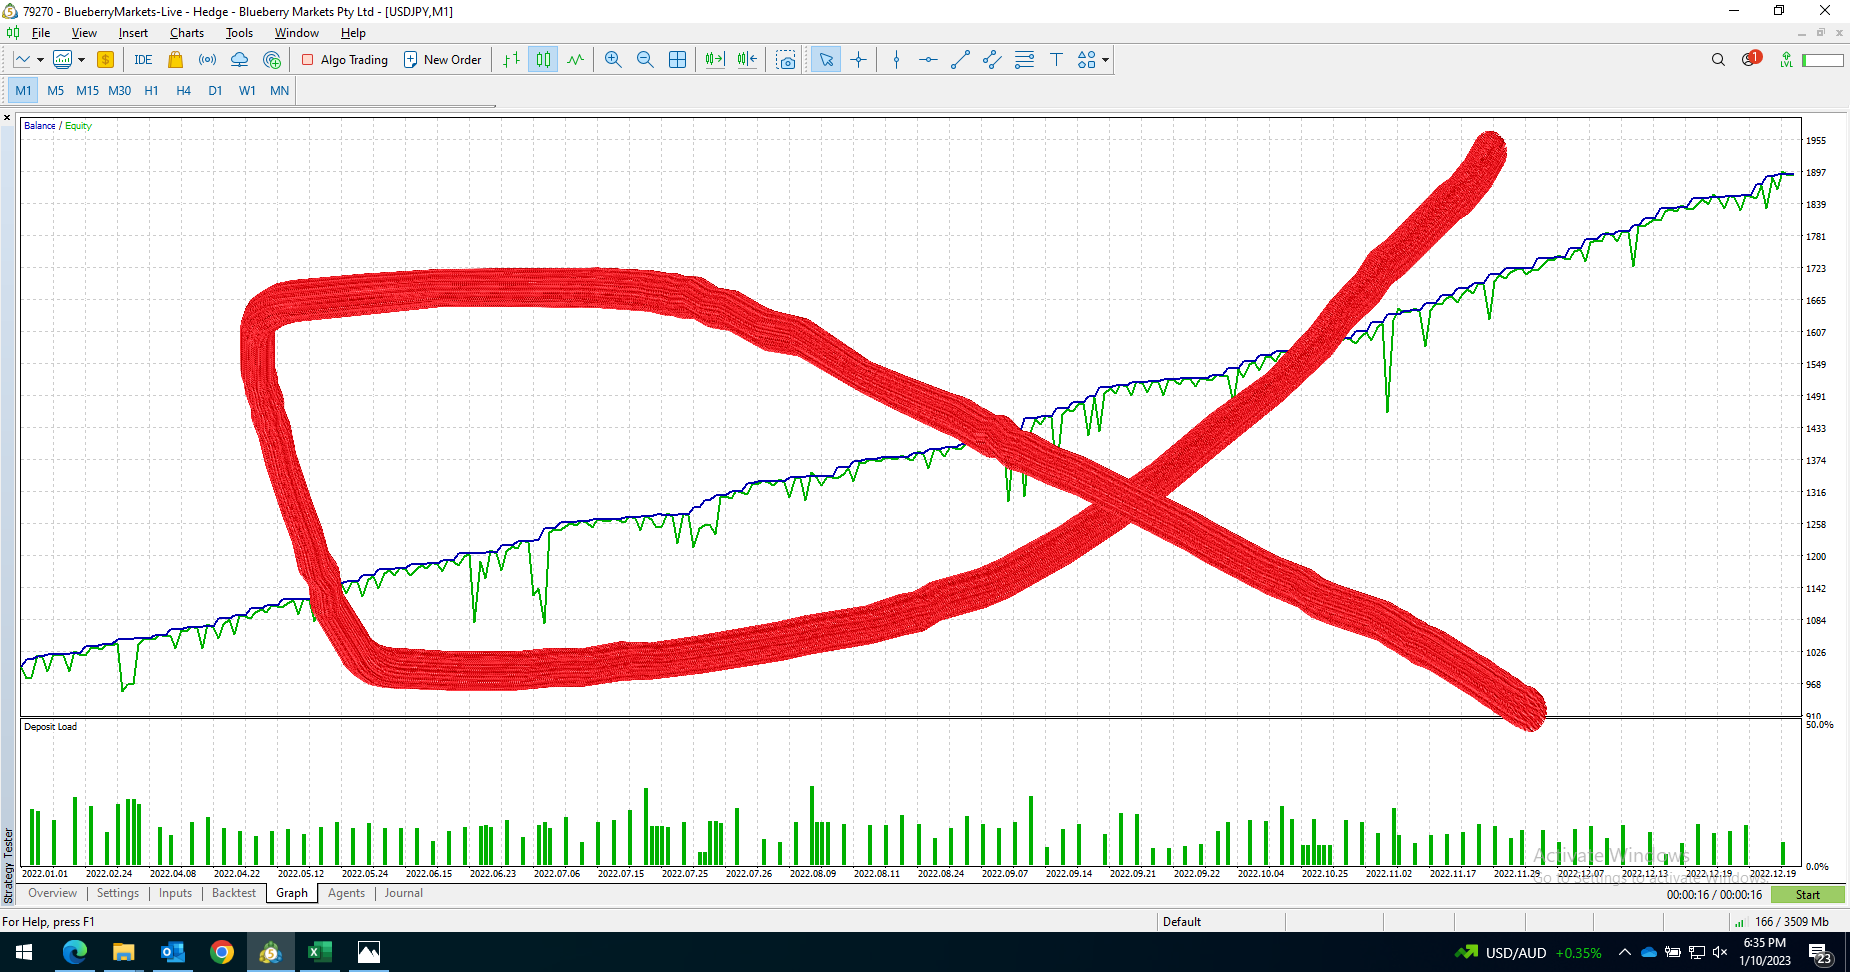 79270 - BlueberryMarkets-Live - Hedge - Blueberry Markets Pty Ltd - [USDJPY,M1]
File View Insert Charts Tools Window Help
IDE Algo Trading New Order 1 LVL
M1 M5 M15 M30 H1 H4 D1 W1 MN
Balance / Equity
1955
1897
1839
1781
1723
1665
1607
1549
1491
1433
1374
1316
1258
1200
1142
1084
1026
968
910
Deposit Load
50.0%
0.0%
2022.01.01 2022.02.24 2022.04.08 2022.04.22 2022.05.12 2022.05.24 2022.06.15 2022.06.23 2022.07.06 2022.07.15 2022.07.25 2022.07.26 2022.08.09 2022.08.11 2022.08.24 2022.09.07 2022.09.14 2022.09.22 2022.10.04 2022.10.25 2022.11.02 2022.11.17 2022.11.29 2022.12.07 2022.12.13 2022.12.19 2022.12.19
Activate Windows
Go to Settings to activate Windows.
Strategy Tester
Overview Settings Inputs Backtest Graph Agents Journal
00:00:16 / 00:00:16 Start
For Help, press F1 Default 166 / 3509 Mb
USD/AUD +0.35%
6:35 PM
1/10/2023
23